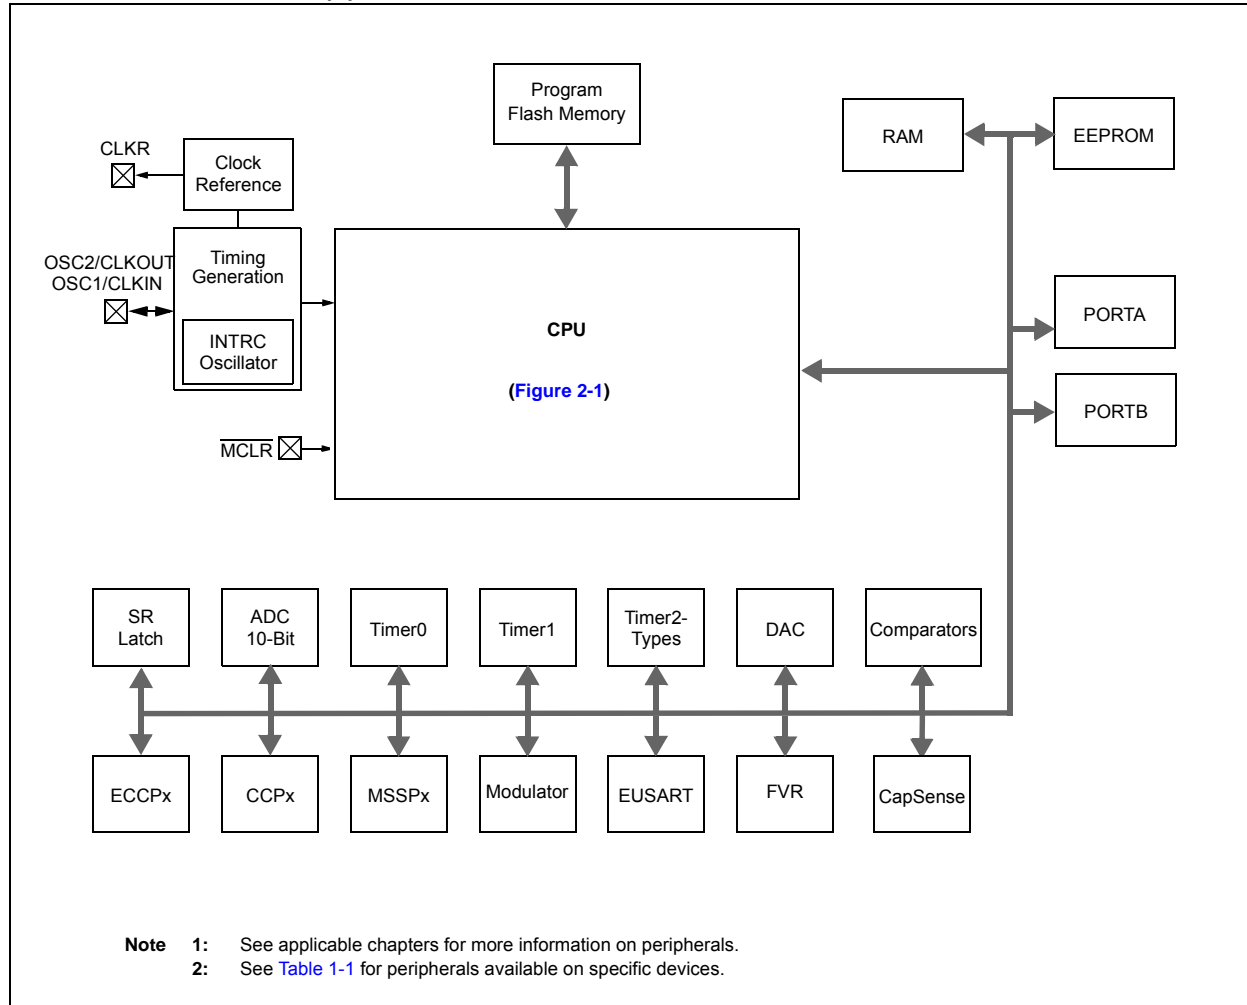 Program
Flash Memory
RAM
EEPROM
CLKR
Clock
Reference
OSC2/CLKOUT
OSC1/CLKIN
Timing
Generation
INTRC
Oscillator
MCLR
CPU
(Figure 2-1)
PORTA
PORTB
SR
Latch
ADC
10-Bit
Timer0
Timer1
Timer2-
Types
DAC
Comparators
ECCPx
CCPx
MSSPx
Modulator
EUSART
FVR
CapSense
Note 1: See applicable chapters for more information on peripherals.
2: See Table 1-1 for peripherals available on specific devices.